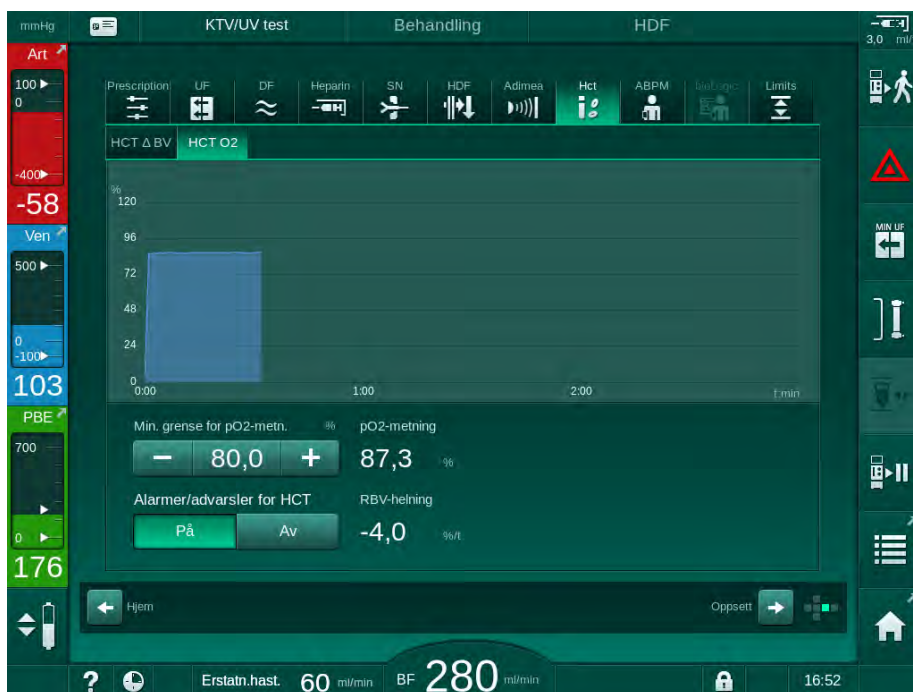 mmHg
KTV/UV test
Behandling
HDF
3,0 ml/
Art
100
0
-400
-58
Ven
500
0
-100
103
PBE
700
0
176
Prescription
UF
DF
Heparin
SN
HDF
Adimea
Hct
ABPM
Limits
HCT Δ BV
HCT O2
%
120
96
72
48
24
0
0:00
1:00
2:00
t:min
Min. grense for pO2-metn. %
pO2-metning
80,0
87,3 %
Alarmer/advarsler for HCT
RBV-helning
På
Av
-4,0 %/t
Hjem
Oppsett
MIN UF
?
Erstatn.hast. 60 ml/min
BF 280 ml/min
16:52